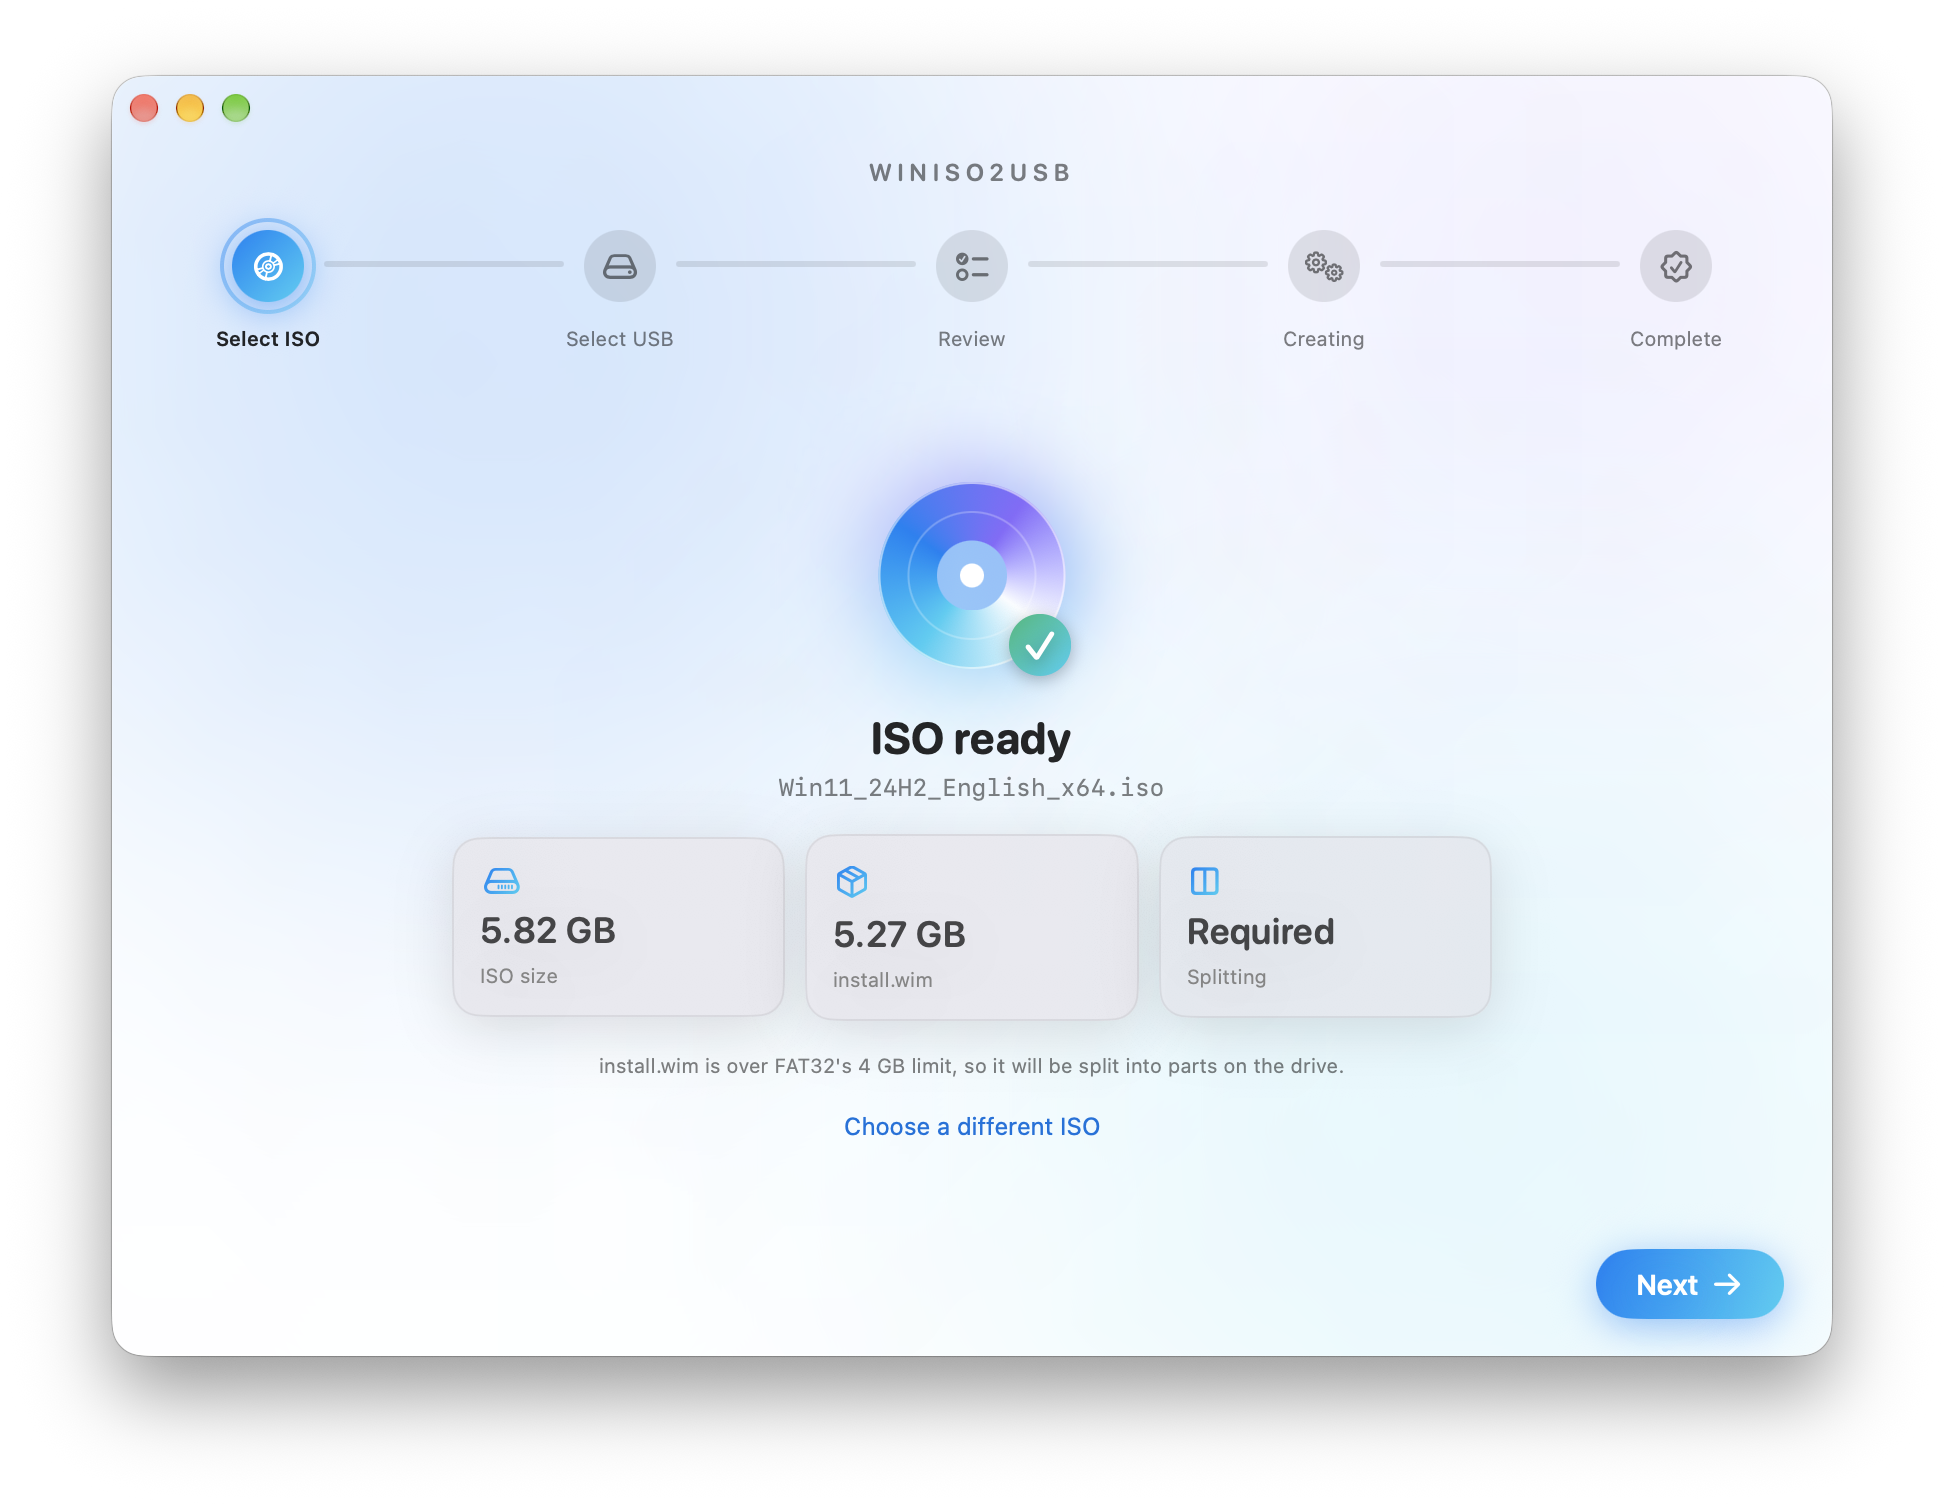 WINISO2USB
Select ISO
Select USB
Review
Creating
Complete
ISO ready
Win11_24H2_English_x64.iso
5.82 GB
ISO size
5.27 GB
install.wim
Required
Splitting
install.wim is over FAT32's 4 GB limit, so it will be split into parts on the drive.
Choose a different ISO
Next